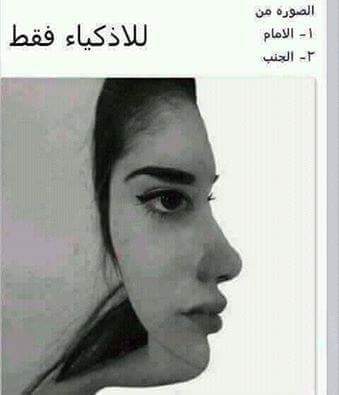 الصوره من
١- الامام
٢- الجنب
للاذكياء فقط